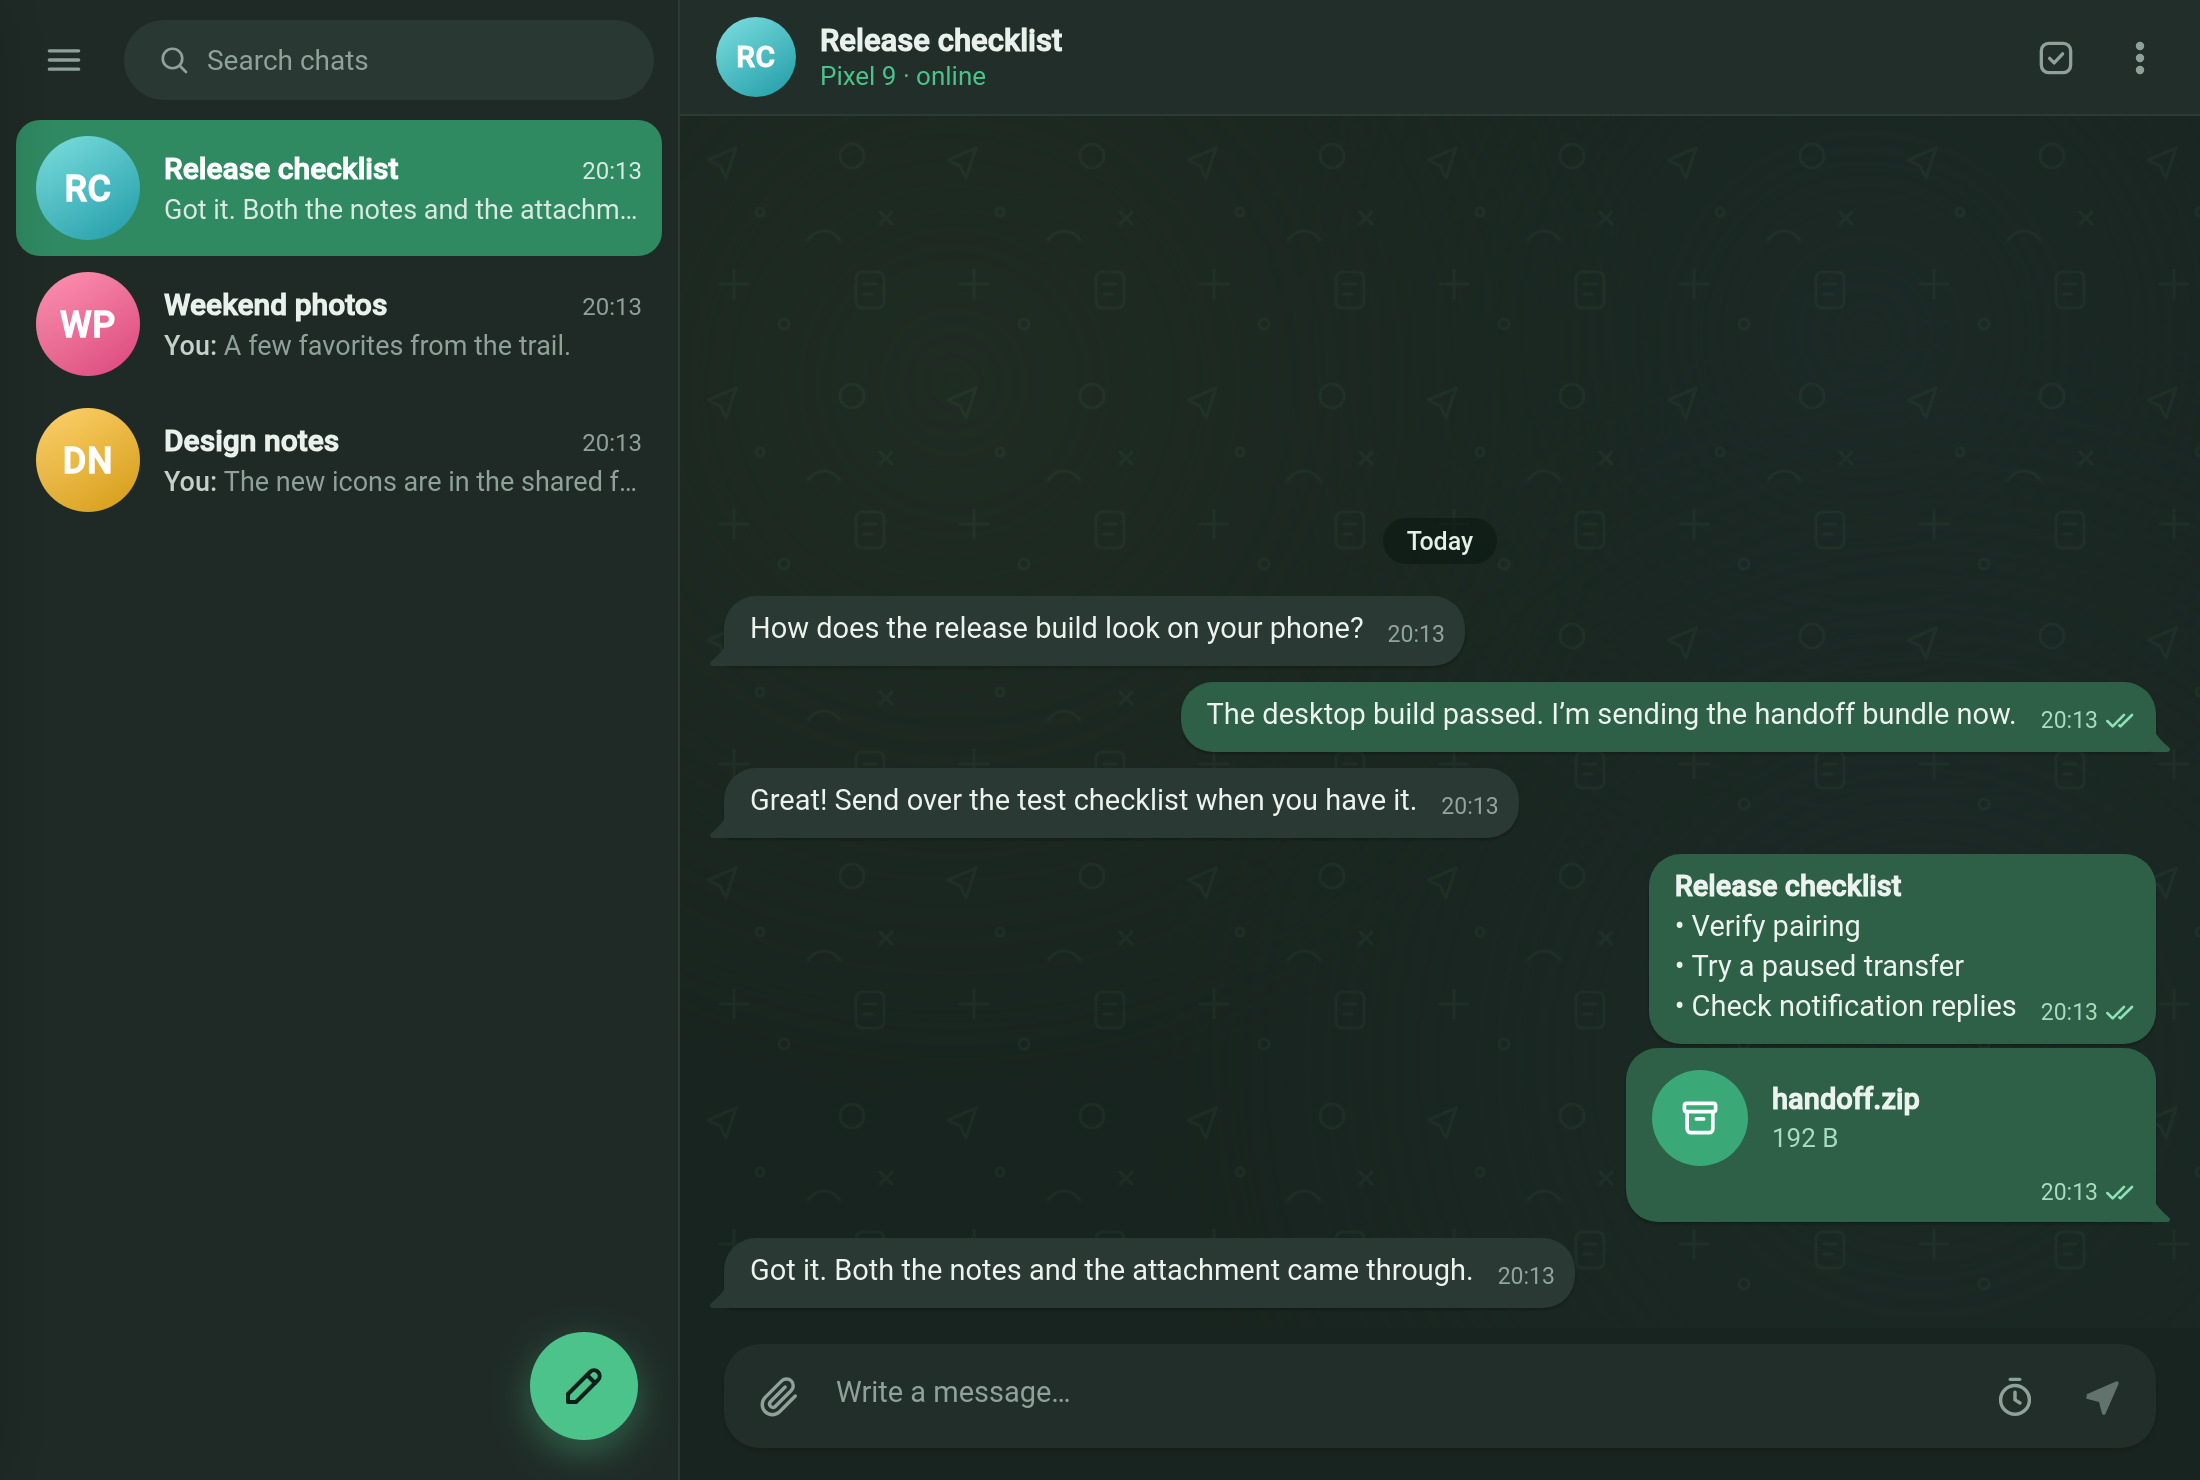 Search chats
RC
Release checklist
20:13
Got it. Both the notes and the attachm…
WP
Weekend photos
20:13
You: A few favorites from the trail.
DN
Design notes
20:13
You: The new icons are in the shared f…
RC
Release checklist
Pixel 9 · online
Today
How does the release build look on your phone? 20:13
The desktop build passed. I’m sending the handoff bundle now. 20:13
Great! Send over the test checklist when you have it. 20:13
Release checklist
• Verify pairing
• Try a paused transfer
• Check notification replies 20:13
handoff.zip
192 B
20:13
Got it. Both the notes and the attachment came through. 20:13
Write a message…